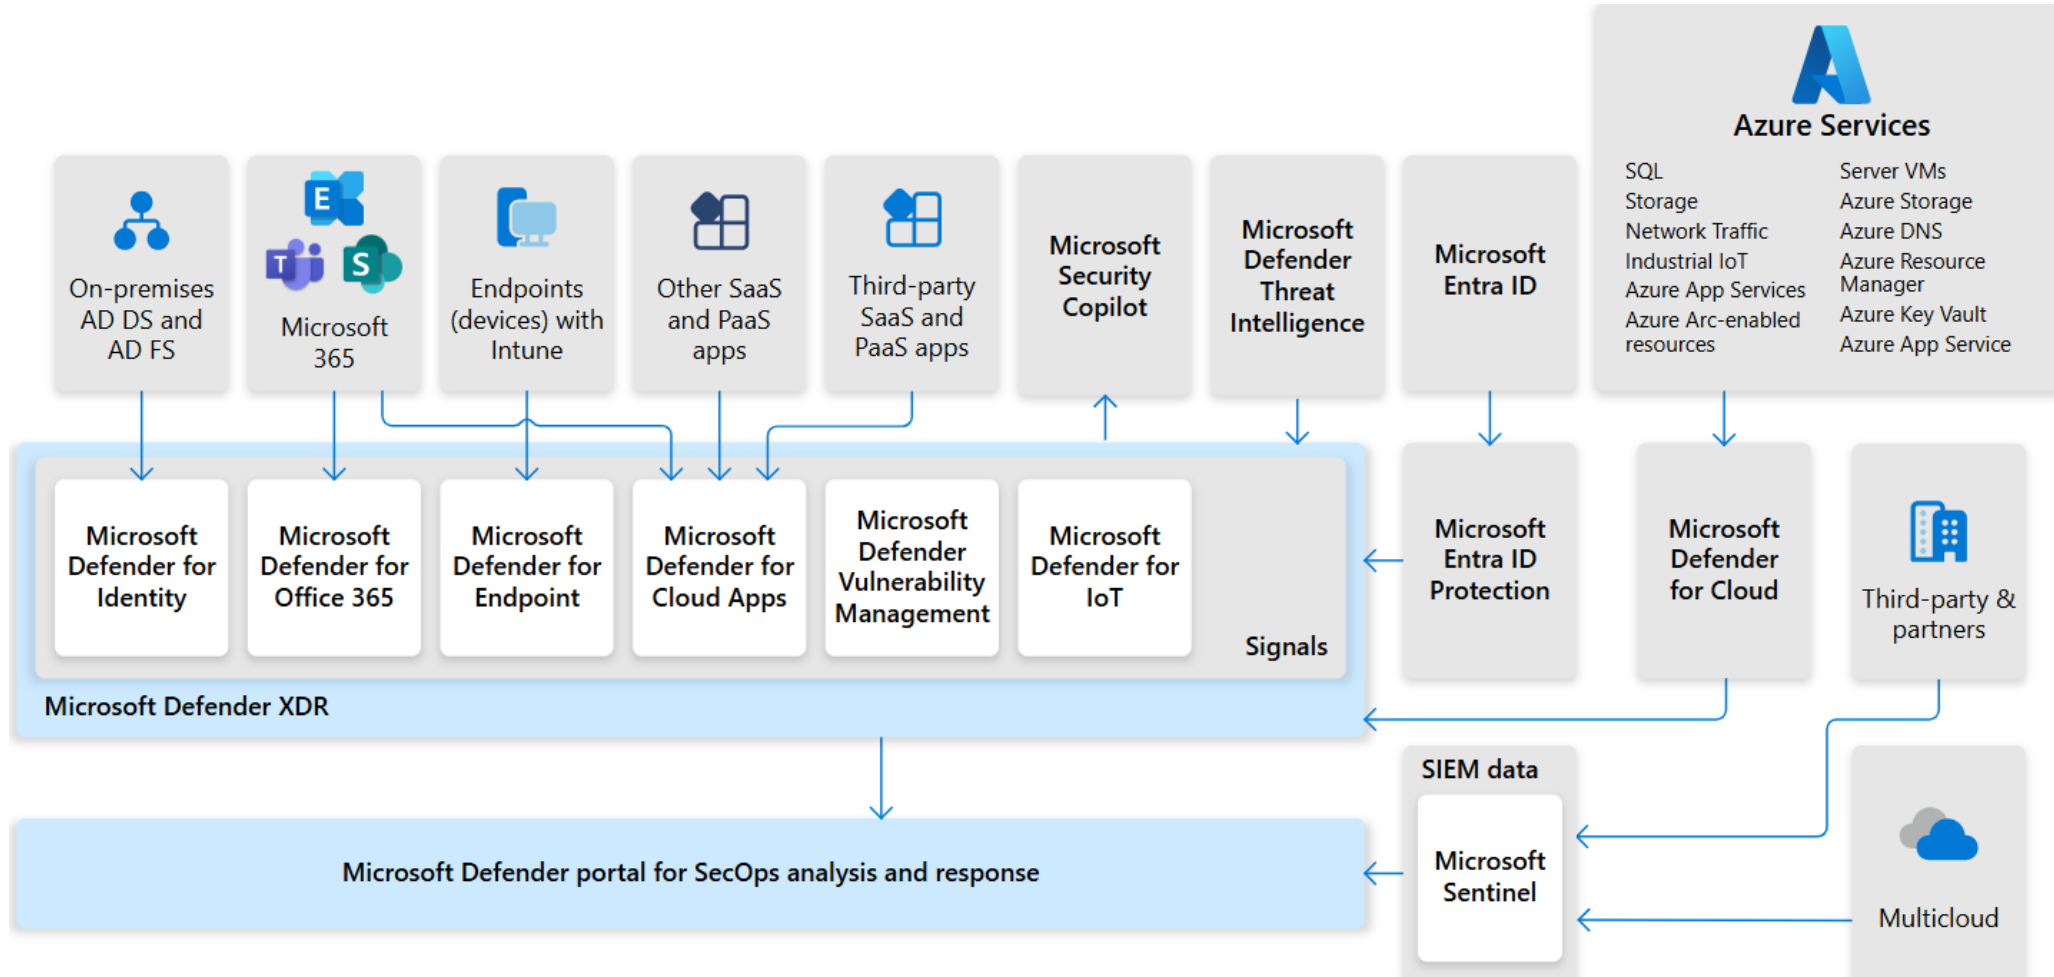 Azure Services
SQL
Storage
Network Traffic
Industrial IoT
Azure App Services
Azure Arc-enabled
resources
Server VMs
Azure Storage
Azure DNS
Azure Resource
Manager
Azure Key Vault
Azure App Service
On-premises
AD DS and
AD FS
E
T
S
Microsoft
365
Endpoints
(devices) with
Intune
Other SaaS
and PaaS
apps
Third-party
SaaS and
PaaS apps
Microsoft
Security
Copilot
Microsoft
Defender
Threat
Intelligence
Microsoft
Entra ID
Microsoft
Defender for
Identity
Microsoft
Defender for
Office 365
Microsoft
Defender for
Endpoint
Microsoft
Defender for
Cloud Apps
Microsoft
Defender
Vulnerability
Management
Microsoft
Defender for
IoT
Signals
Microsoft Defender XDR
Microsoft
Entra ID
Protection
Microsoft
Defender
for Cloud
Third-party &
partners
SIEM data
Microsoft
Sentinel
Multicloud
Microsoft Defender portal for SecOps analysis and response